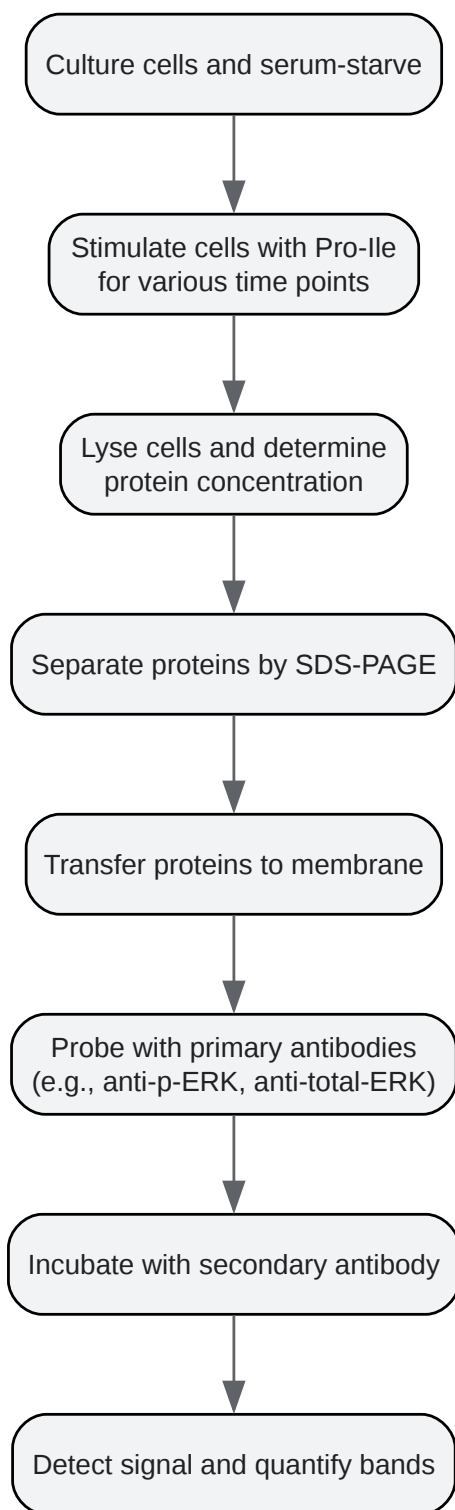 Culture cells and serum-starve
Stimulate cells with Pro-Ile
for various time points
Lyse cells and determine
protein concentration
Separate proteins by SDS-PAGE
Transfer proteins to membrane
Probe with primary antibodies
(e.g., anti-p-ERK, anti-total-ERK)
Incubate with secondary antibody
Detect signal and quantify bands